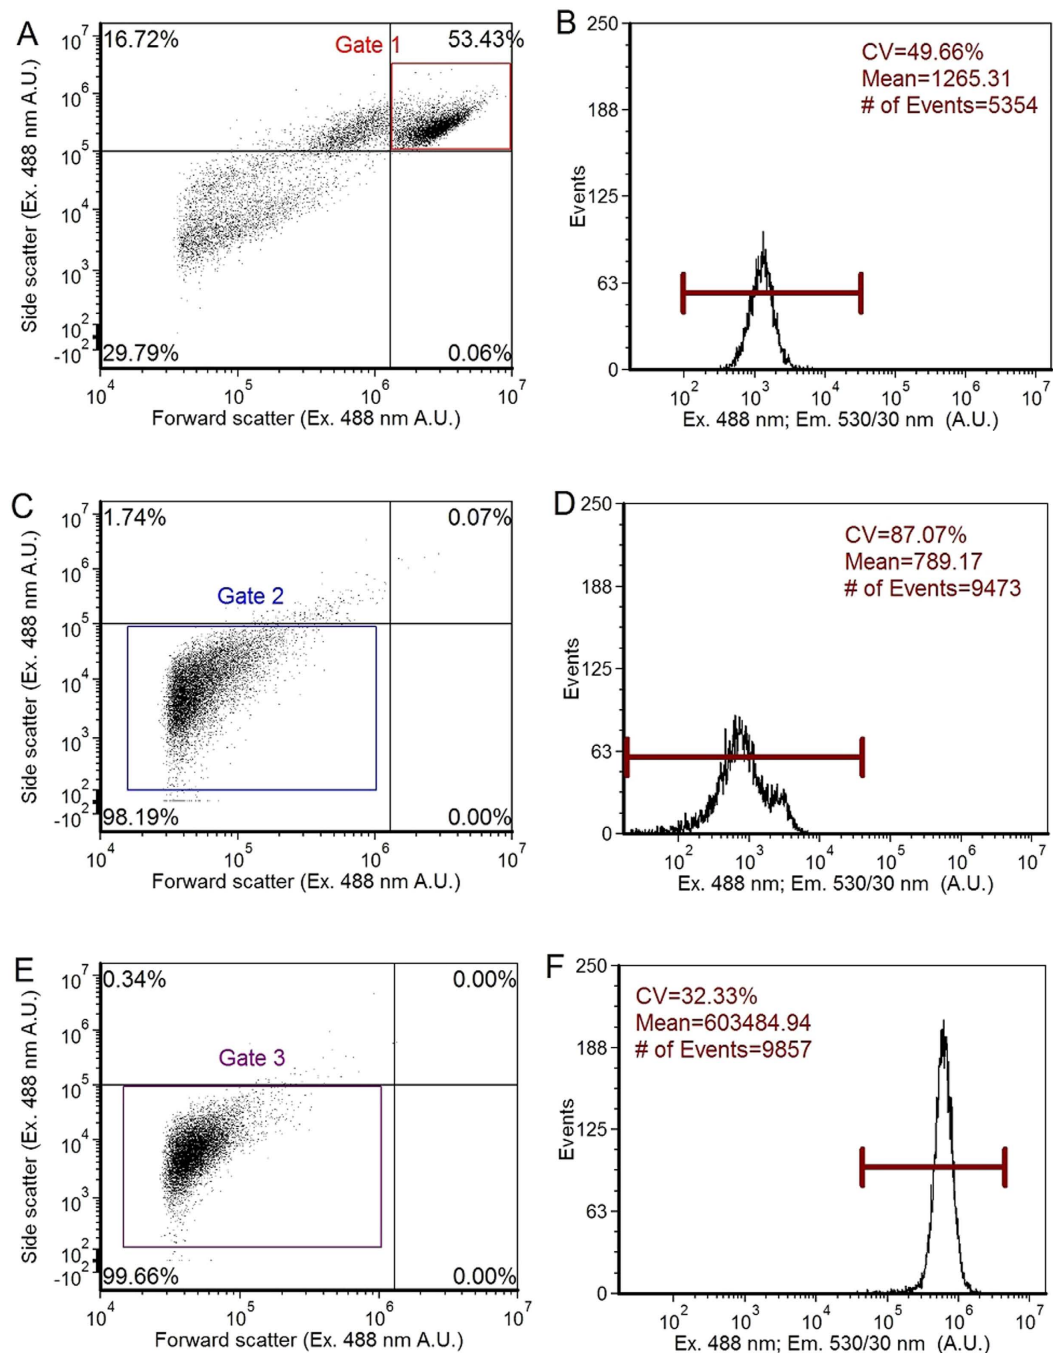 A
16.72%
Gate 1
53.43%
10^7
10^6
10^5
10^4
10^3
10^2
-10^2
Side scatter (Ex. 488 nm A.U.)
29.79%
0.06%
10^4 10^5 10^6 10^7
Forward scatter (Ex. 488 nm A.U.)
B
250
188
125
63
0
Events
CV=49.66%
Mean=1265.31
# of Events=5354
10^2 10^3 10^4 10^5 10^6 10^7
Ex. 488 nm; Em. 530/30 nm (A.U.)
C
1.74%
0.07%
Gate 2
10^7
10^6
10^5
10^4
10^3
10^2
-10^2
Side scatter (Ex. 488 nm A.U.)
98.19%
0.00%
10^4 10^5 10^6 10^7
Forward scatter (Ex. 488 nm A.U.)
D
250
188
125
63
0
Events
CV=87.07%
Mean=789.17
# of Events=9473
10^2 10^3 10^4 10^5 10^6 10^7
Ex. 488 nm; Em. 530/30 nm (A.U.)
E
0.34%
0.00%
Gate 3
10^7
10^6
10^5
10^4
10^3
10^2
-10^2
Side scatter (Ex. 488 nm A.U.)
99.66%
0.00%
10^4 10^5 10^6 10^7
Forward scatter (Ex. 488 nm A.U.)
F
250
188
125
63
0
Events
CV=32.33%
Mean=603484.94
# of Events=9857
10^2 10^3 10^4 10^5 10^6 10^7
Ex. 488 nm; Em. 530/30 nm (A.U.)